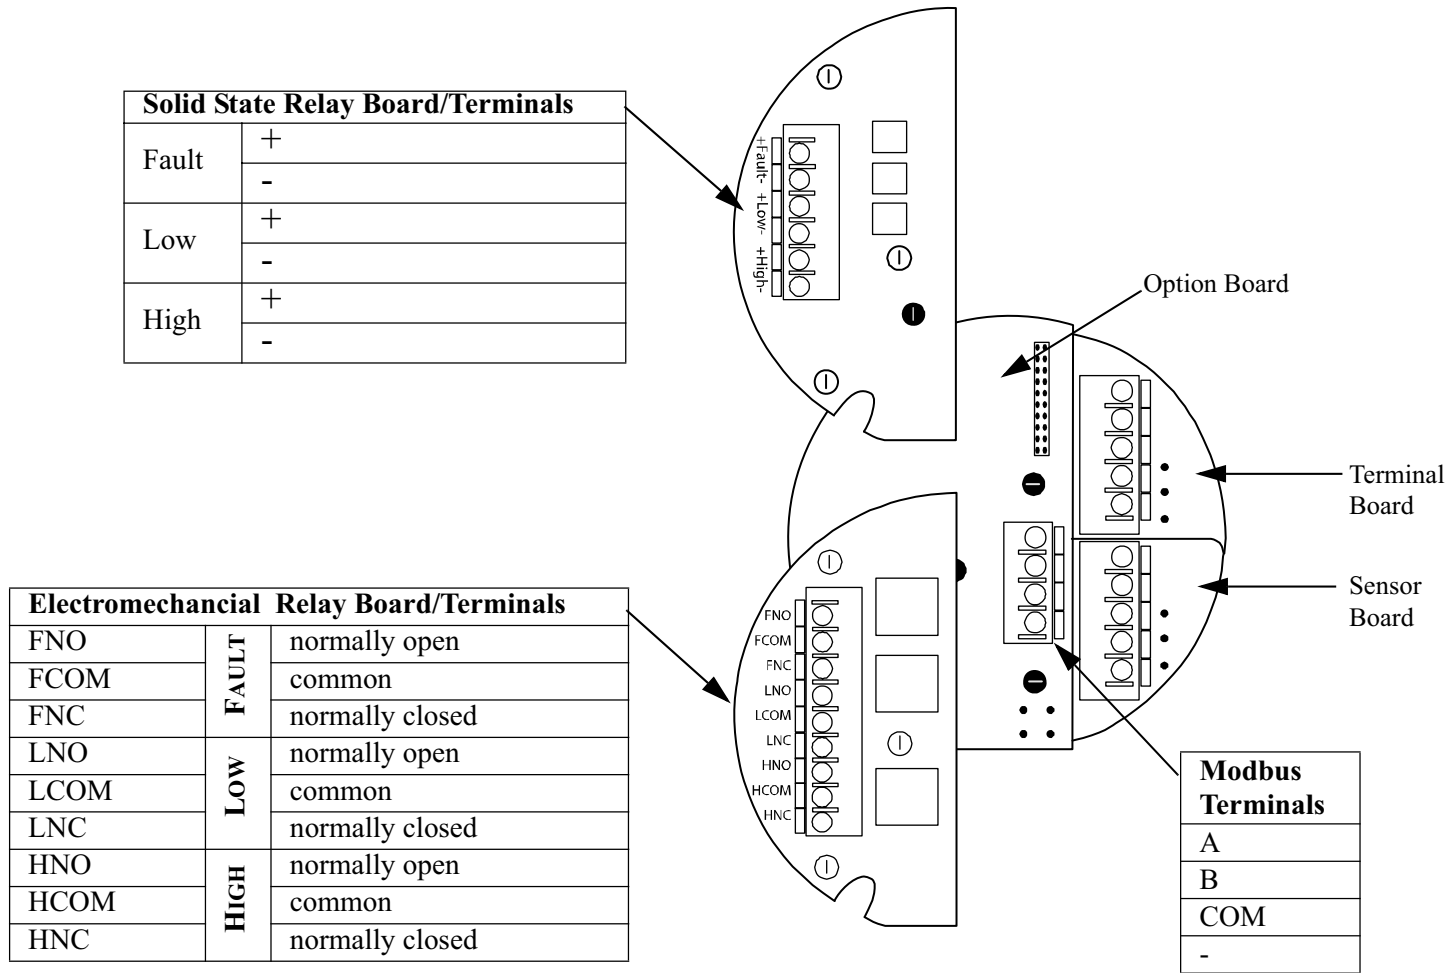 Solid State Relay Board/Terminals
Fault
+
-
Low
+
-
High
+
-
+Fault-
+Low-
+High-
Option Board
Terminal
Board
Sensor
Board
Electromechancial Relay Board/Terminals
FNO FAULT normally open
FCOM common
FNC normally closed
LNO LOW normally open
LCOM common
LNC normally closed
HNO HIGH normally open
HCOM common
HNC normally closed
FNO
FCOM
FNC
LNO
LCOM
LNC
HNO
HCOM
HNC
Modbus
Terminals
A
B
COM
-